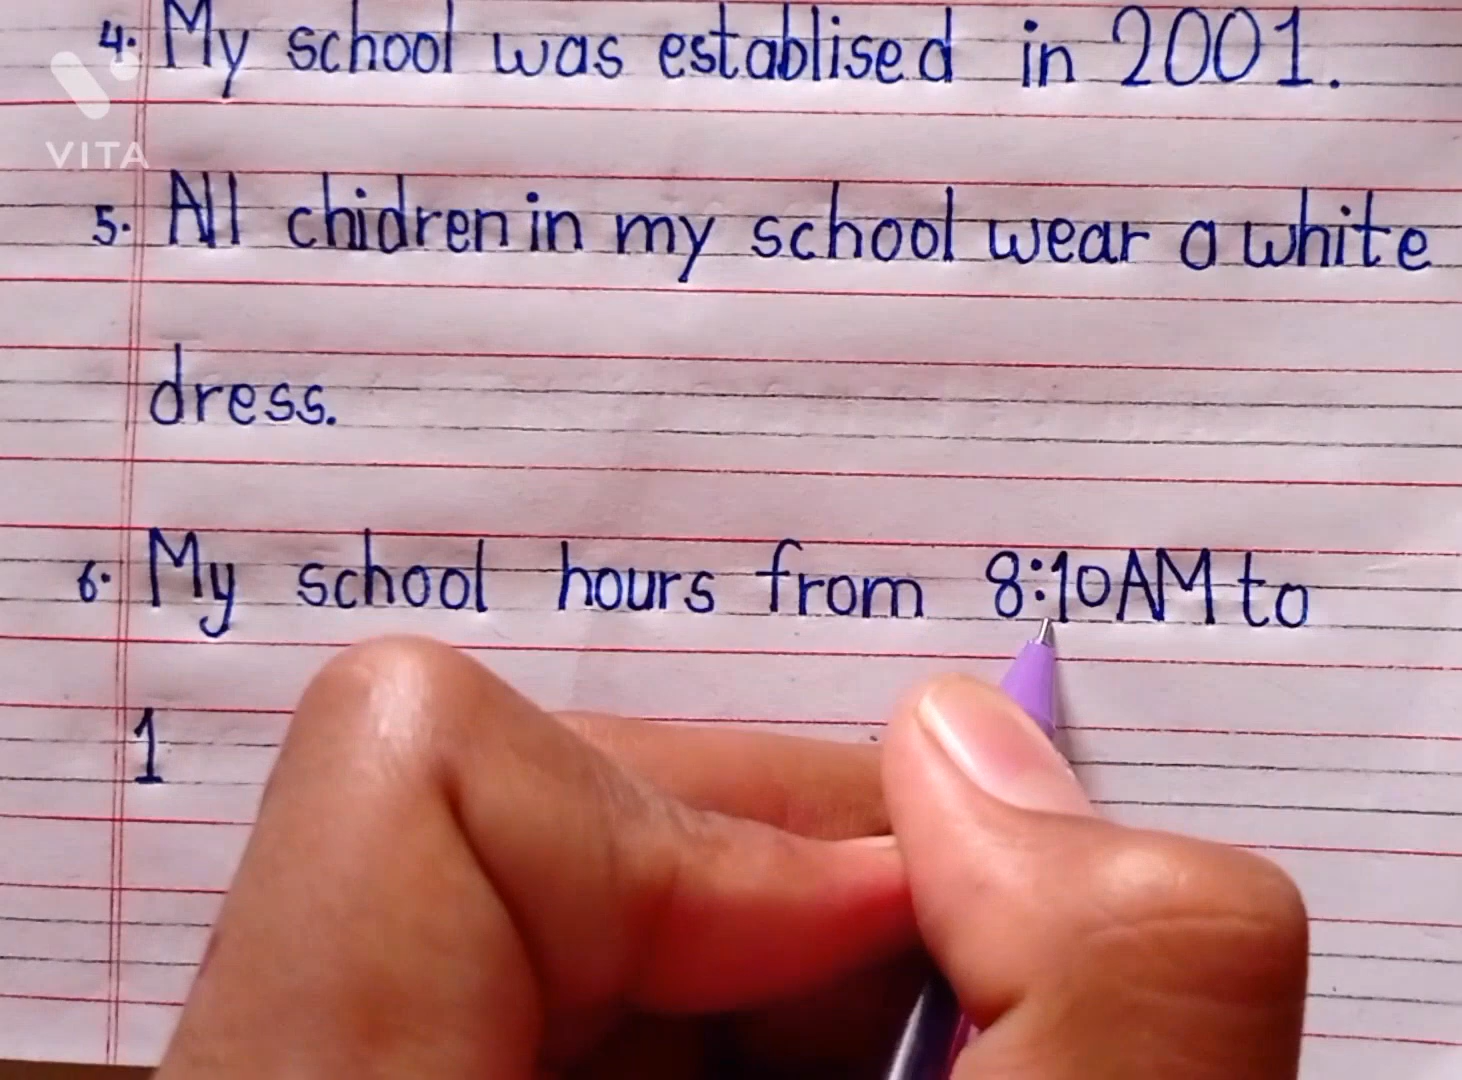 4. My school was establised in 2001.
VITA
5. All chidren in my school wear a white
dress.
6. My school hours from 8:10AM to
1